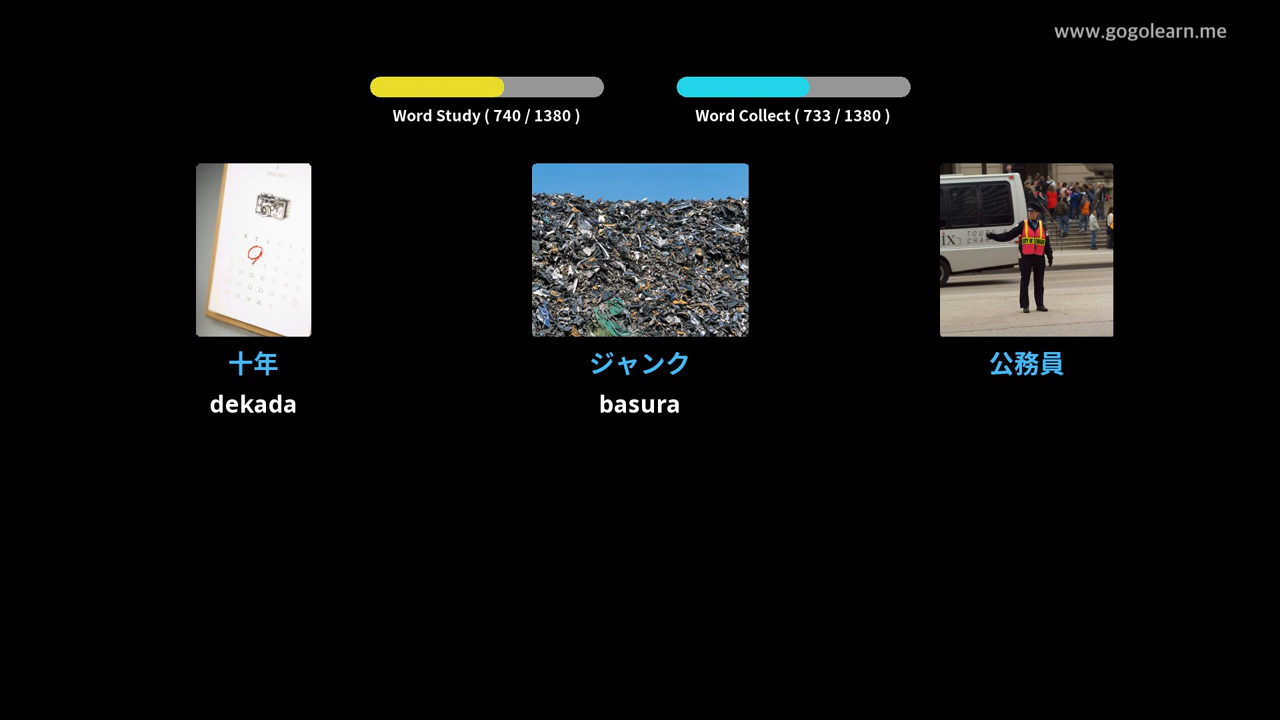 www.gogolearn.me
Word Study ( 740 / 1380 )
Word Collect ( 733 / 1380 )
十年
ジャンク
公務員
dekada
basura